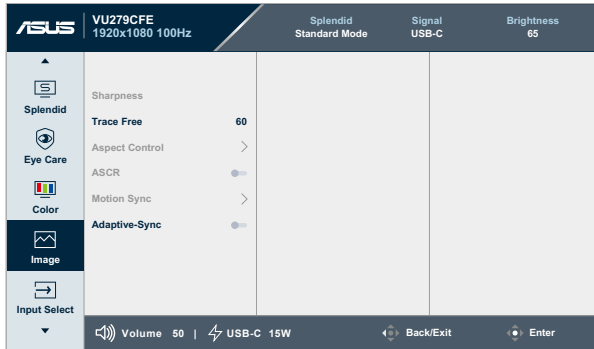 ASUS
VU279CFE
1920x1080 100Hz
Splendid
Standard Mode
Signal
USB-C
Brightness
65
Splendid
Eye Care
Color
Image
Input Select
Sharpness
Trace Free 60
Aspect Control
ASCR
Motion Sync
Adaptive-Sync
Volume 50 | USB-C 15W
Back/Exit
Enter